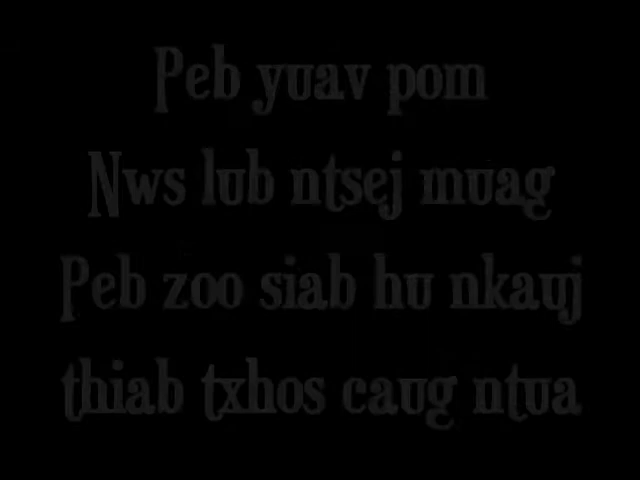 Peb yuav pom
Nws lub ntsej muag
Peb zoo siab hu nkauj
thiab txhos caug ntua